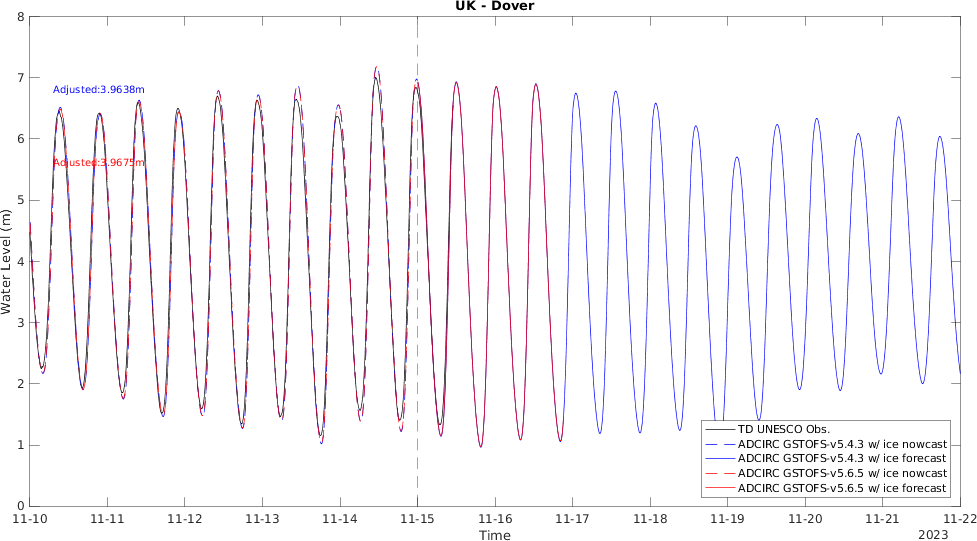 UK - Dover
8
7
6
5
4
3
2
1
0
Water Level (m)
Adjusted:3.9638m
Adjusted:3.9675m
TD UNESCO Obs.
ADCIRC GSTOFS-v5.4.3 w/ ice nowcast
ADCIRC GSTOFS-v5.4.3 w/ ice forecast
ADCIRC GSTOFS-v5.6.5 w/ ice nowcast
ADCIRC GSTOFS-v5.6.5 w/ ice forecast
11-10 11-11 11-12 11-13 11-14 11-15 11-16 11-17 11-18 11-19 11-20 11-21 11-22
Time
2023